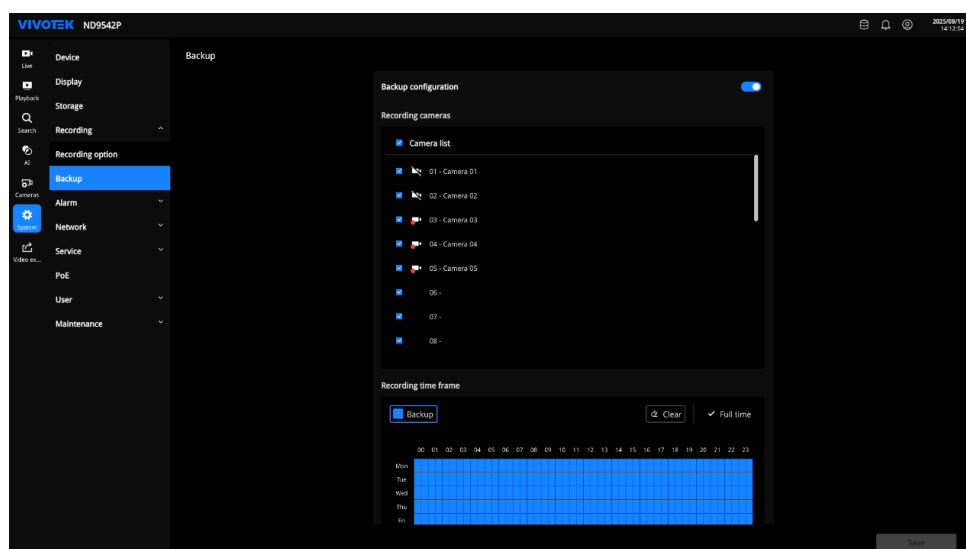 VIVOTEK ND9542P
2025/08/19
14:12:54
Live
Playback
Search
AI
Cameras
System
Video ex...
Device
Display
Storage
Recording
Recording option
Backup
Alarm
Network
Service
PoE
User
Maintenance
Backup
Backup configuration
Recording cameras
Camera list
01 - Camera 01
02 - Camera 02
03 - Camera 03
04 - Camera 04
05 - Camera 05
06 -
07 -
08 -
Recording time frame
Backup Clear Full time
00 01 02 03 04 05 06 07 08 09 10 11 12 13 14 15 16 17 18 19 20 21 22 23
Mon
Tue
Wed
Thu
Fri
Save